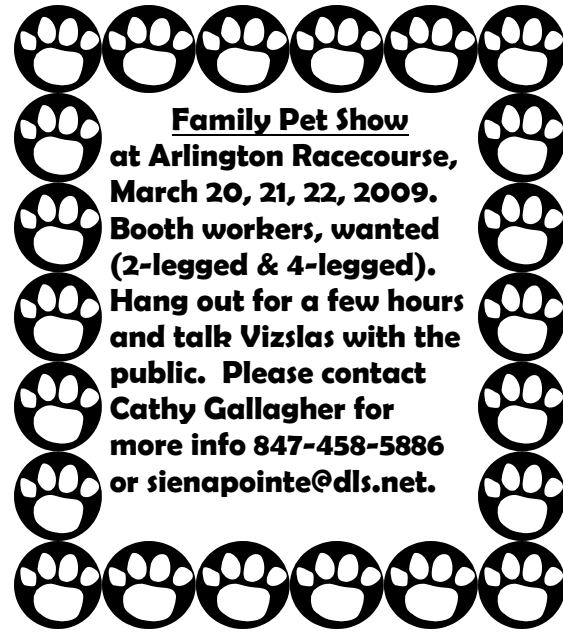 Family Pet Show
at Arlington Racecourse,
March 20, 21, 22, 2009.
Booth workers, wanted
(2-legged & 4-legged).
Hang out for a few hours
and talk Vizslas with the
public.  Please contact
Cathy Gallagher for
more info 847-458-5886
or sienapointe@dls.net.